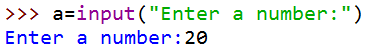 >>> a=input("Enter a number:")
Enter a number:20